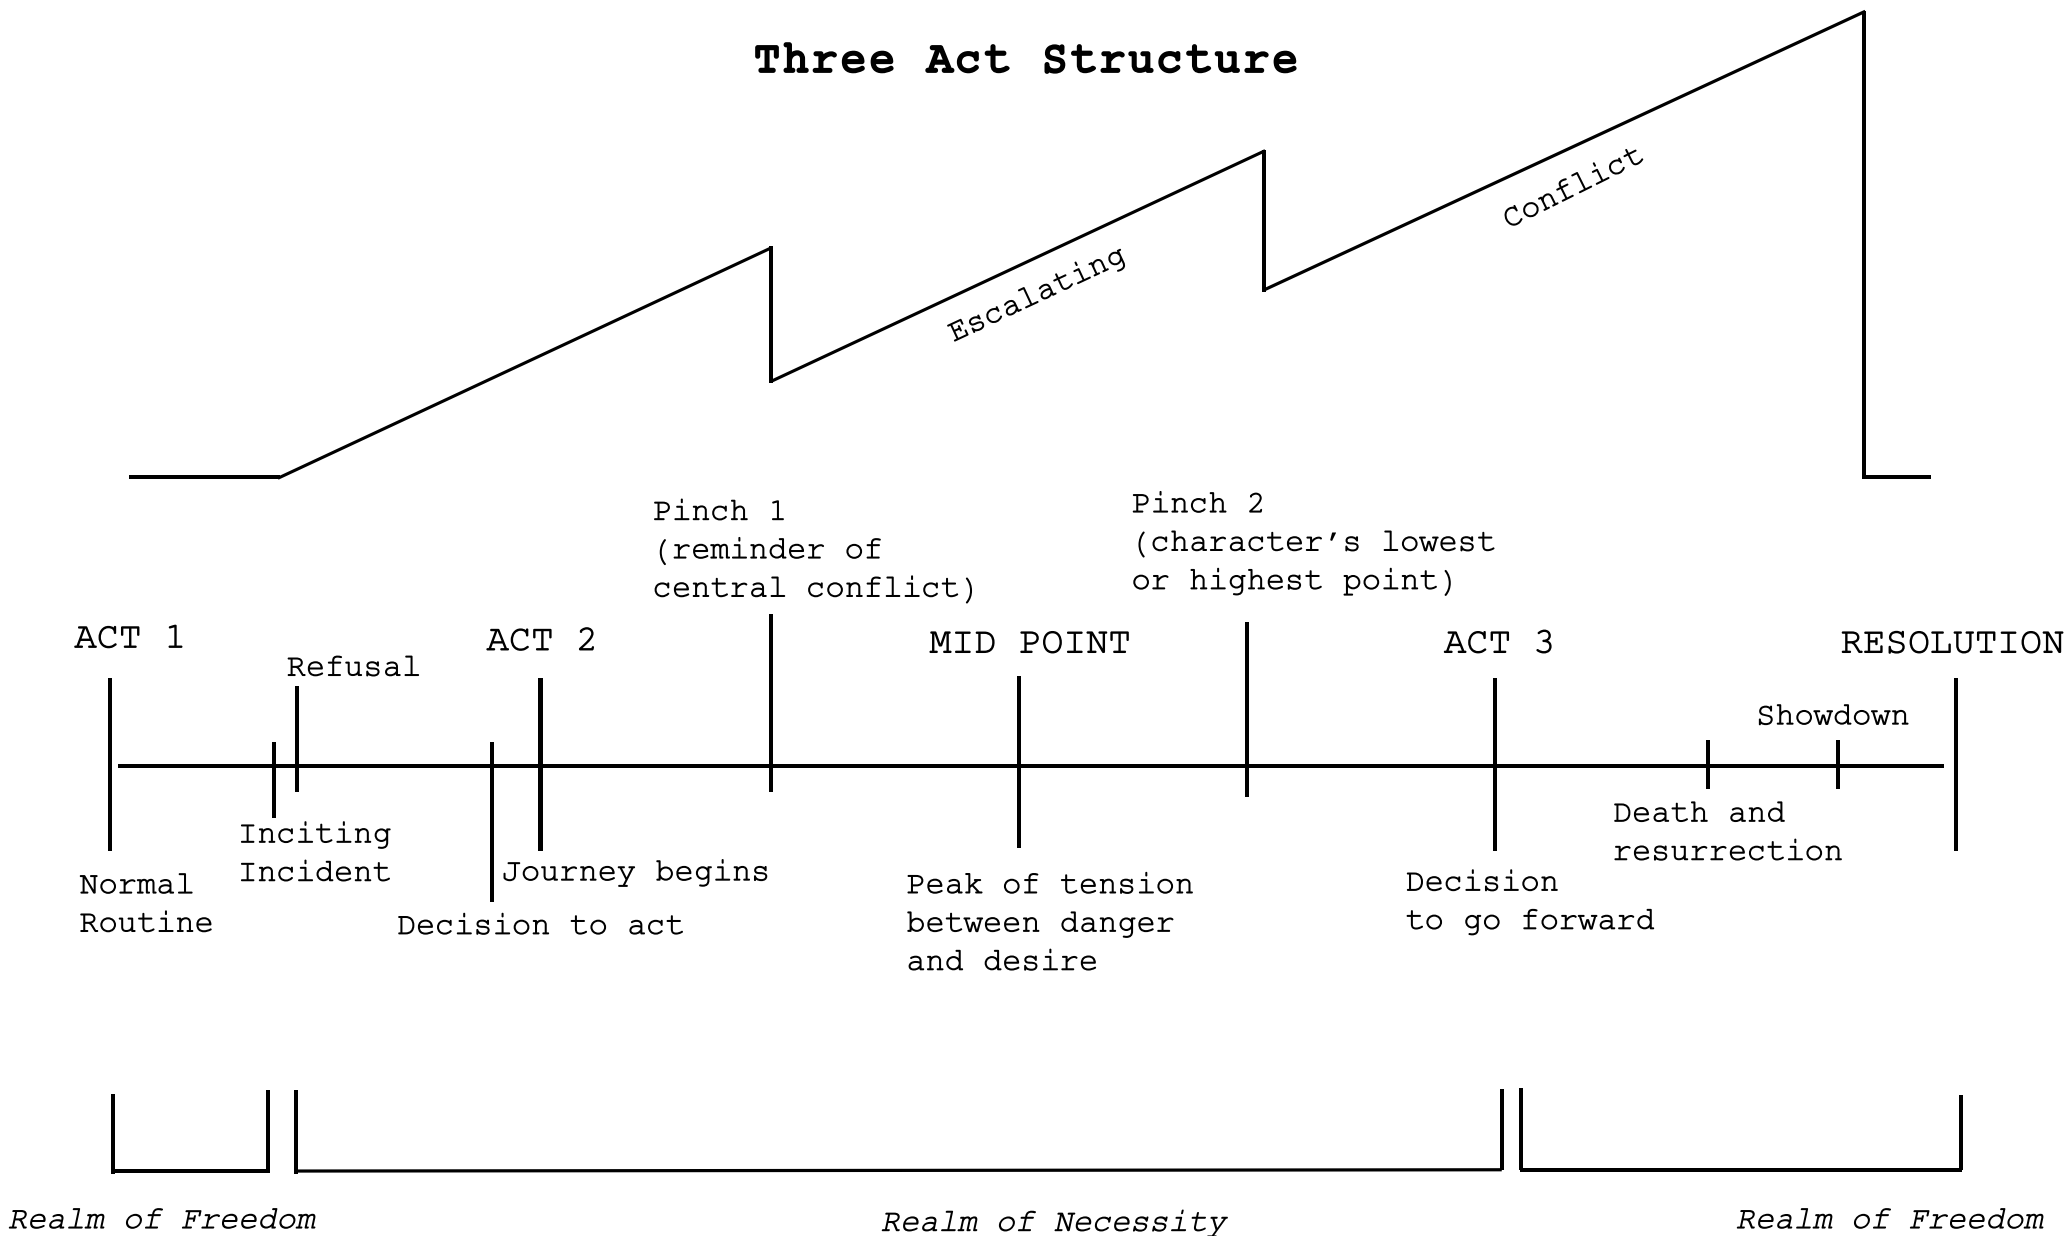 Three Act Structure
Escalating
Conflict
Pinch 1
(reminder of
central conflict)
Pinch 2
(character’s lowest
or highest point)
ACT 1
Refusal
ACT 2
MID POINT
ACT 3
RESOLUTION
Showdown
Normal
Routine
Inciting
Incident
Journey begins
Decision to act
Peak of tension
between danger
and desire
Decision
to go forward
Death and
resurrection
Realm of Freedom
Realm of Necessity
Realm of Freedom